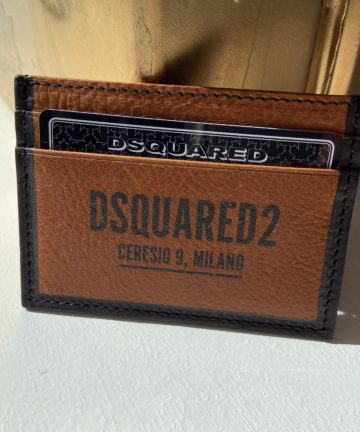 DSQUARED
DSQUARED2
CERESIO 9, MILANO